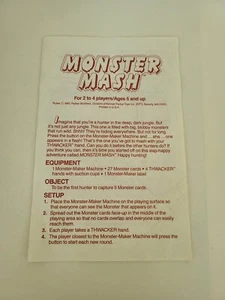 MONSTER
MASH
For 2 to 4 players/Ages 5 and up
Imagine that you're a hunter in the deep, dark jungle. But
it's not just any jungle. This one is filled with big, blobby monsters
that run wild. Shh!! They're hiding everywhere. But not for long.
Press the button on the Monster-Maker Machine and...zipp...one
appears in a flash! That's the one you've got to mash with your
THWACKER hand. Can you do it before the other hunters do? If
you think you can, then it's time you started off on this way-happy
adventure called MONSTER MASH! Happy hunting!
EQUIPMENT
1 Monster-Maker Machine • 27 Monster cards • 4 THWACKER
hands with suction cups • 1 Monster-Maker label
OBJECT
To be the first hunter to capture 5 Monster cards.
SETUP
1. Place the Monster-Maker Machine on the playing surface so
that everyone can see the Monster that appears on it.
2. Spread out the Monster cards face-up in the middle of the
playing area so that no cards overlap and everyone can easily
reach them.
3. Each player takes a THWACKER hand.
4. The player closest to the Monster-Maker Machine will press the
button to start each new round.